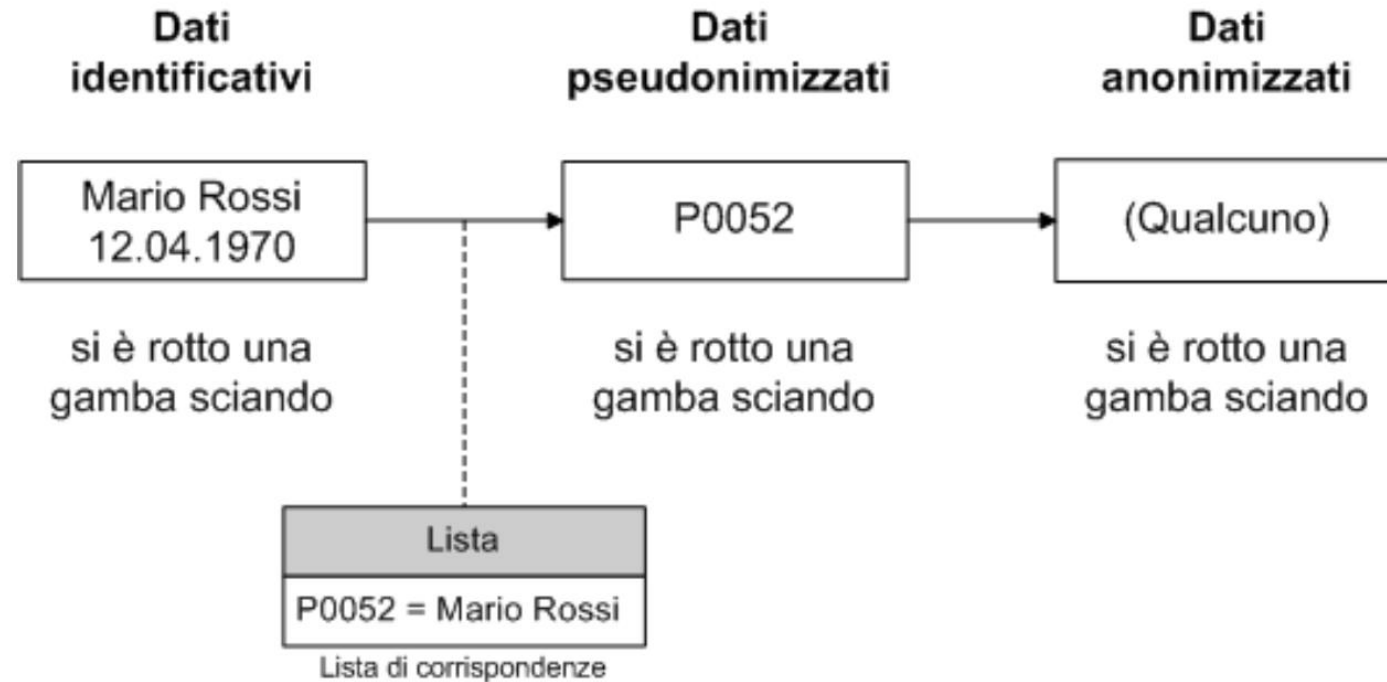 Dati
identificativi
Dati
pseudonimizzati
Dati
anonimizzati
Mario Rossi
12.04.1970
P0052
(Qualcuno)
si è rotto una
gamba sciando
si è rotto una
gamba sciando
si è rotto una
gamba sciando
Lista
P0052 = Mario Rossi
Lista di corrispondenze